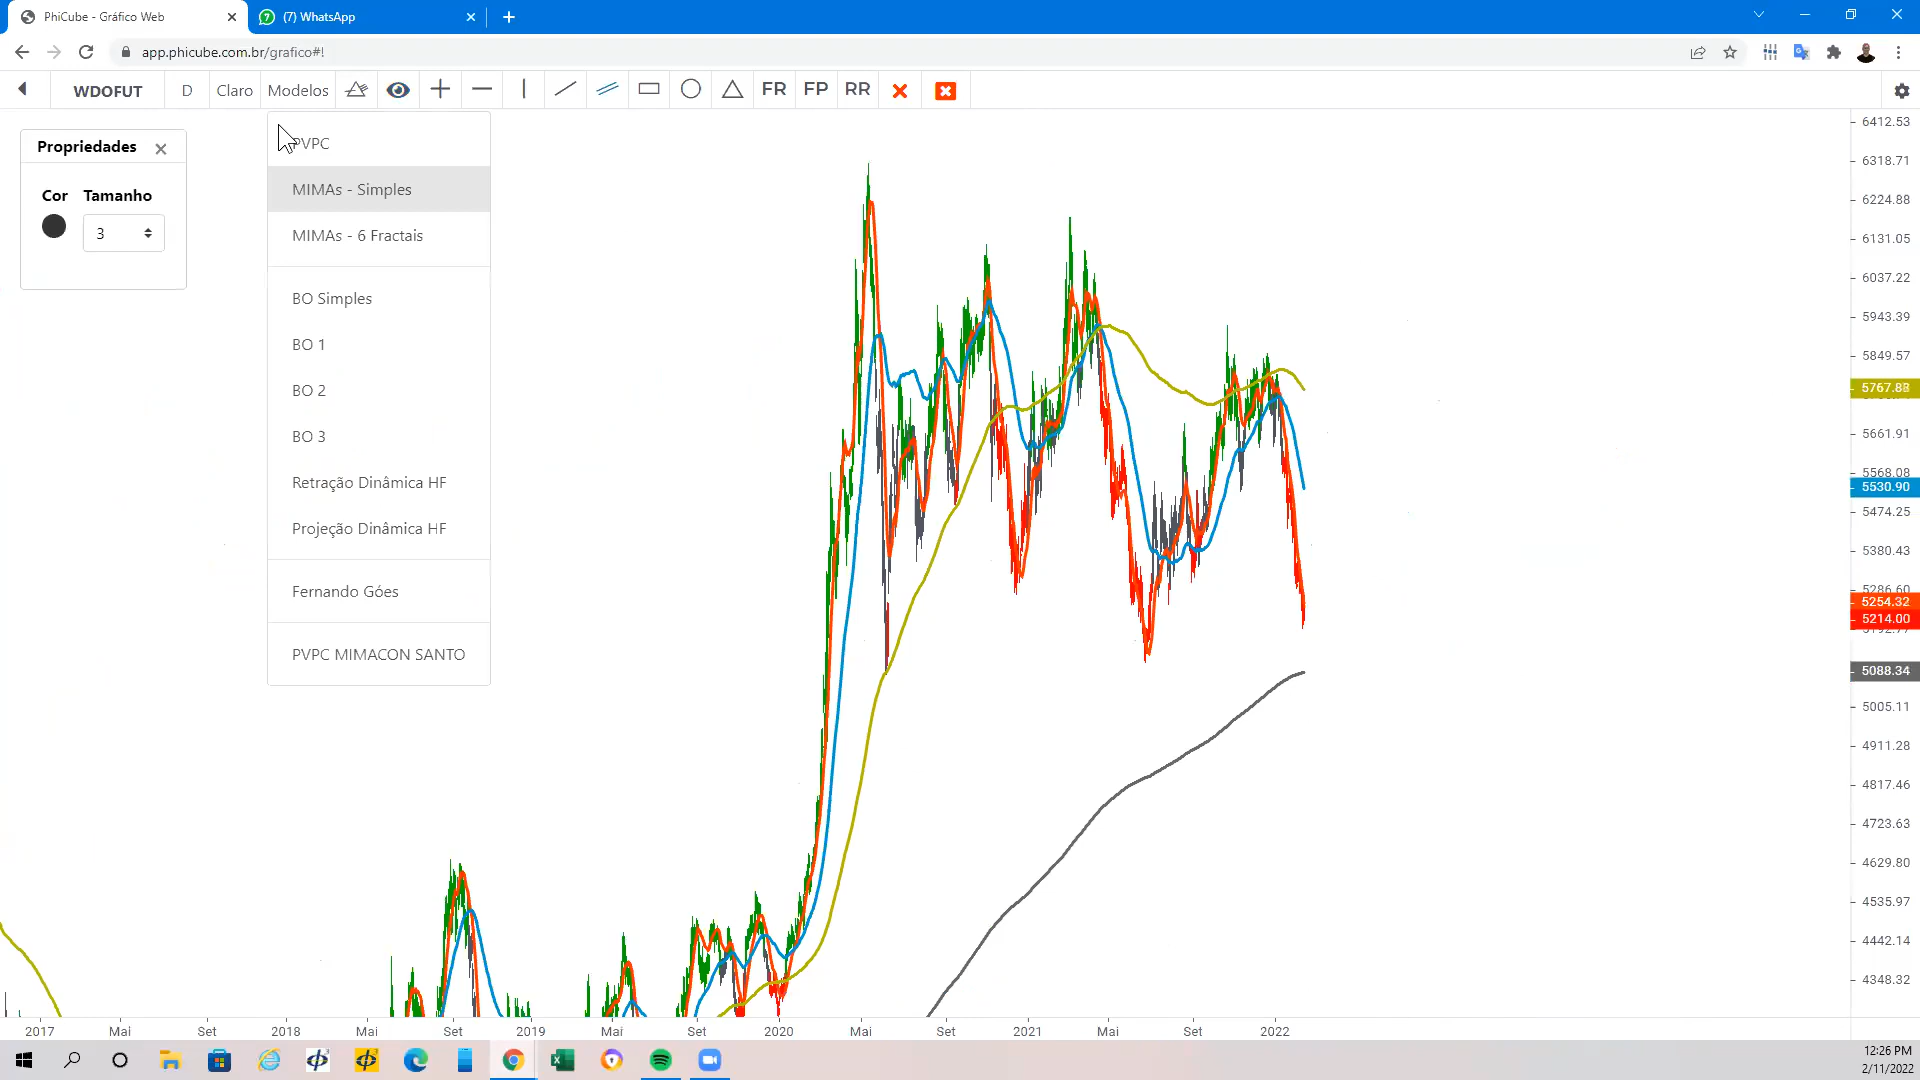 PhiCube - Gráfico Web
(7) WhatsApp
app.phicube.com.br/grafico#!
WDOFUT
D
Claro
Modelos
FR
FP
RR
Propriedades
Cor
Tamanho
3
PVPC
MIMAs - Simples
MIMAs - 6 Fractais
BO Simples
BO 1
BO 2
BO 3
Retração Dinâmica HF
Projeção Dinâmica HF
Fernando Góes
PVPC MIMACON SANTO
6412.53
6318.71
6224.88
6131.05
6037.22
5943.39
5849.57
5767.88
5661.91
5568.08
5530.90
5474.25
5380.43
5286.60
5254.32
5214.00
5088.34
5005.11
4911.28
4817.46
4723.63
4629.80
4535.97
4442.14
4348.32
2017
Mai
Set
2018
Mai
Set
2019
Mai
Set
2020
Mai
Set
2021
Mai
Set
2022
12:26 PM
2/11/2022